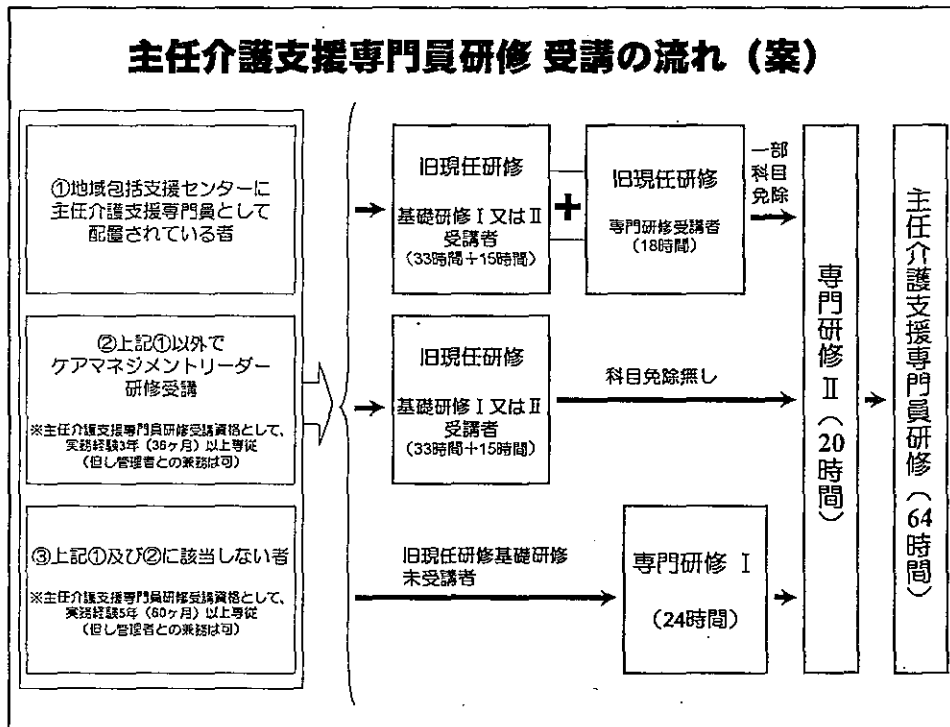 主任介護支援専門員研修 受講の流れ（案）
①地域包括支援センターに
主任介護支援専門員として
配置されている者
②上記①以外で
ケアマネジメントリーダー
研修受講
※主任介護支援専門員研修受講資格として、
実務経験3年（36ヶ月）以上専従
（但し管理者との兼務は可）
③上記①及び②に該当しない者
※主任介護支援専門員研修受講資格として、
実務経験5年（60ヶ月）以上専従
（但し管理者との兼務は可）
旧現任研修
基礎研修Ⅰ又はⅡ
受講者
（33時間＋15時間）
＋
旧現任研修
専門研修受講者
（18時間）
一部
科目
免除
旧現任研修
基礎研修Ⅰ又はⅡ
受講者
（33時間＋15時間）
科目免除無し
旧現任研修基礎研修
未受講者
専門研修 Ⅰ
（24時間）
専門研修Ⅱ（20時間）
主任介護支援専門員研修（64時間）